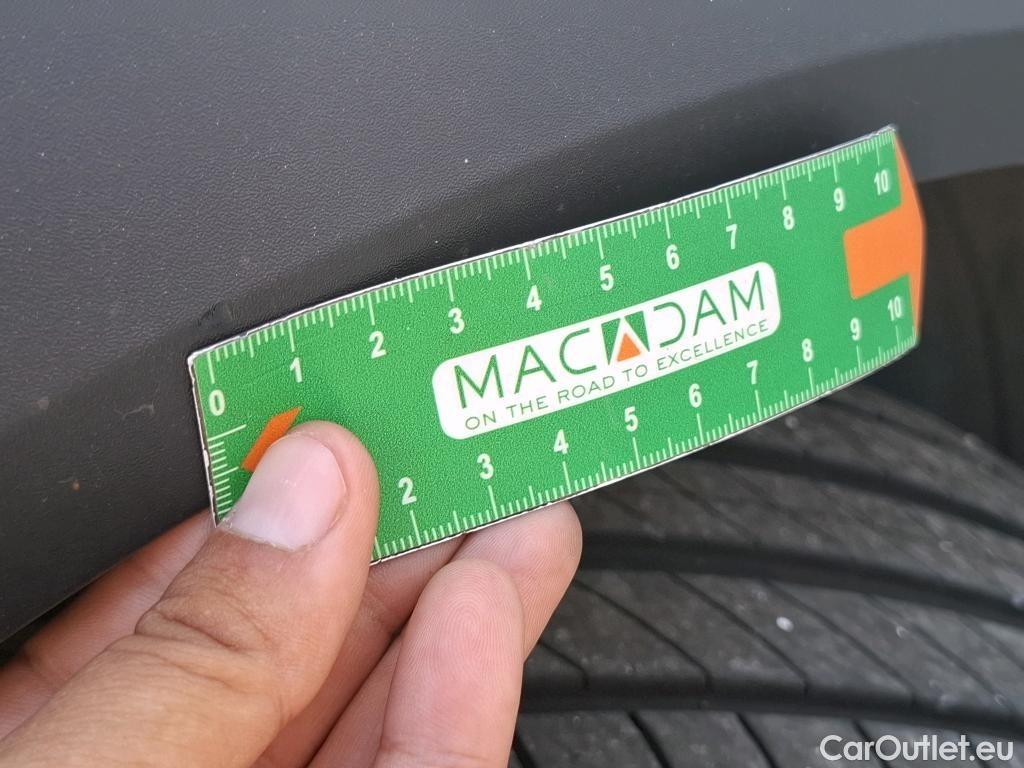 0 1 2 3 4 5 6 7 8 9 10
MACADAM
ON THE ROAD TO EXCELLENCE
2 3 4 5 6 7 8 9 10
CarOutlet.eu